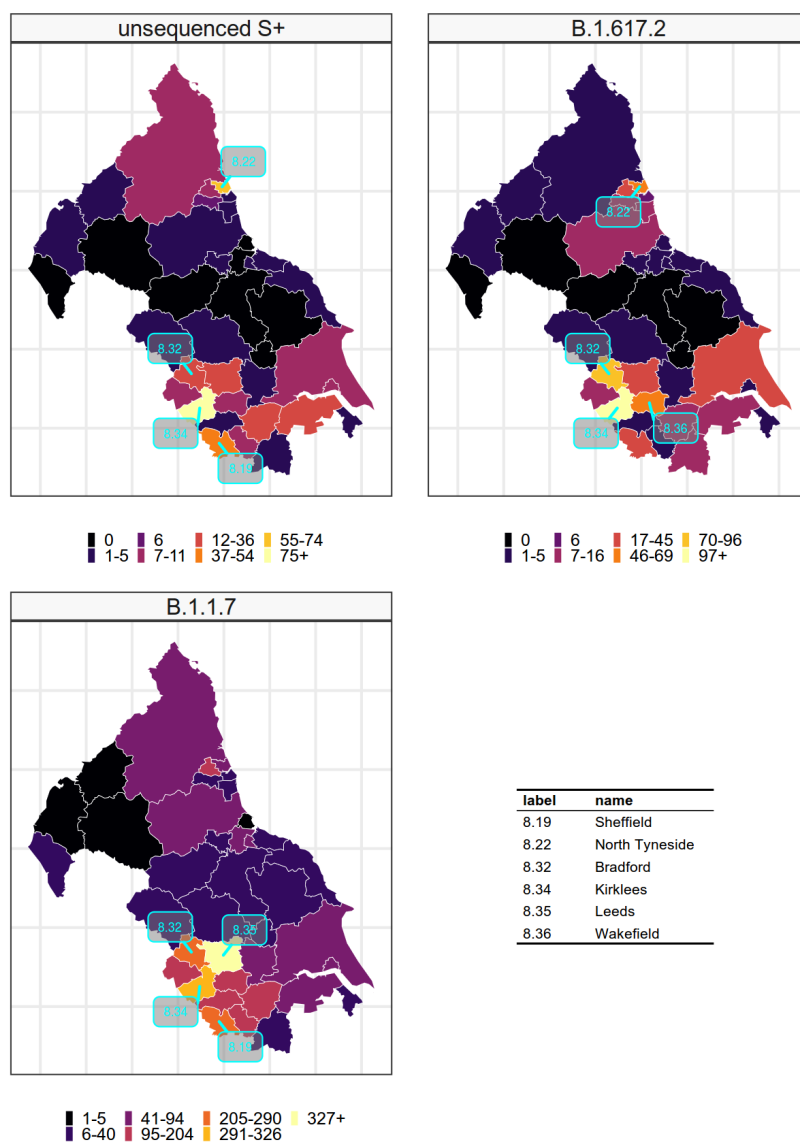 unsequenced S+
B.1.617.2
8.22
8.32
8.34
8.19
8.22
8.32
8.34
8.36
0 6 12-36 55-74
1-5 7-11 37-54 75+
0 6 17-45 70-96
1-5 7-16 46-69 97+
B.1.1.7
8.32
8.35
8.34
8.19
label name
8.19 Sheffield
8.22 North Tyneside
8.32 Bradford
8.34 Kirklees
8.35 Leeds
8.36 Wakefield
1-5 41-94 205-290 327+
6-40 95-204 291-326